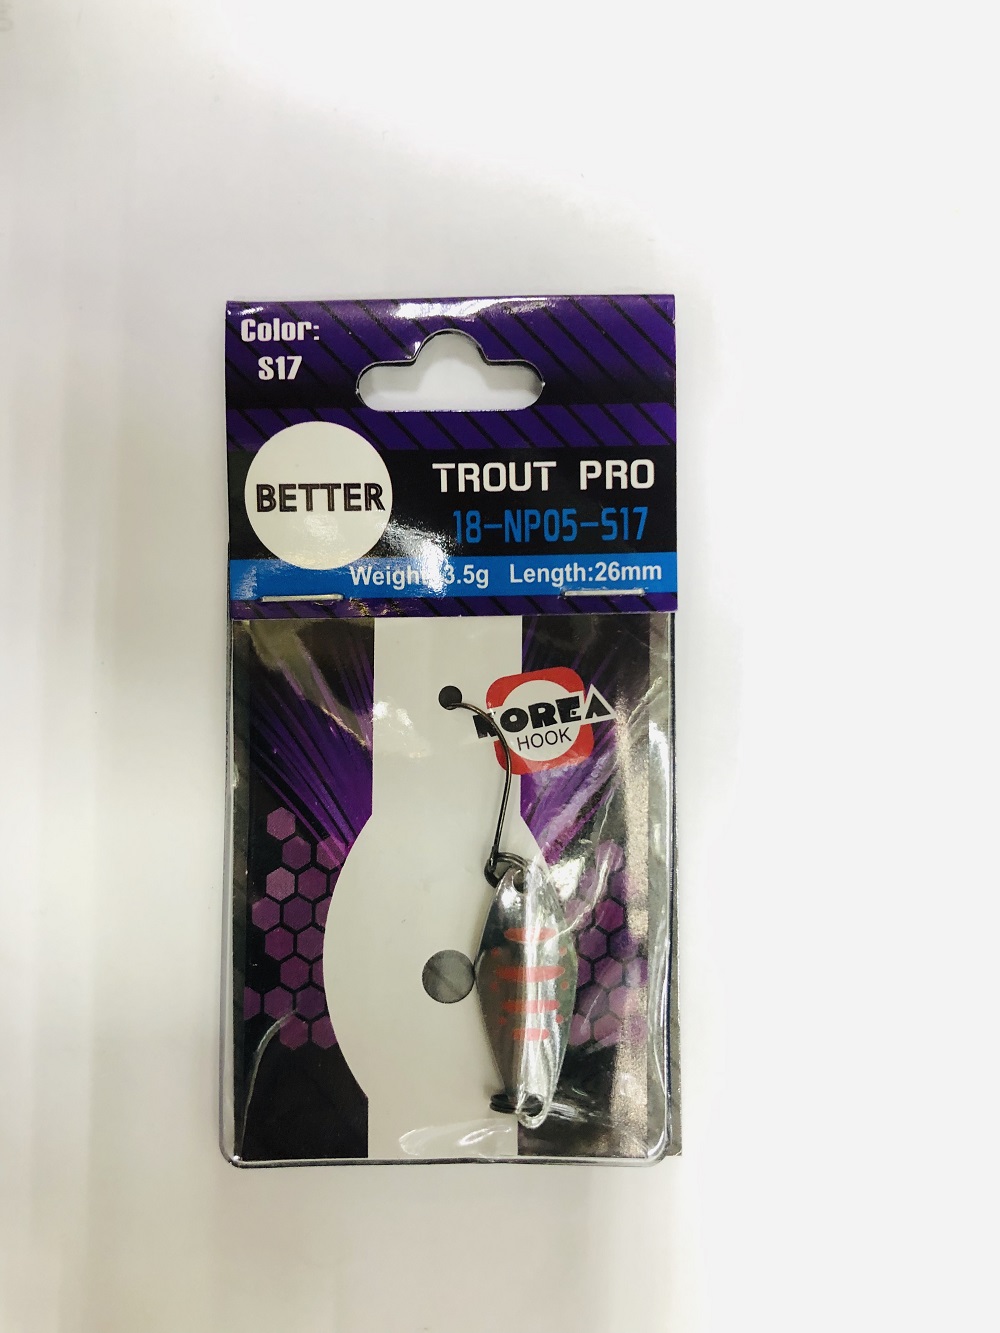 Color:
S17
BETTER
TROUT PRO
18-NP05-S17
Weight:3.5g Length:26mm
KOREA
HOOK